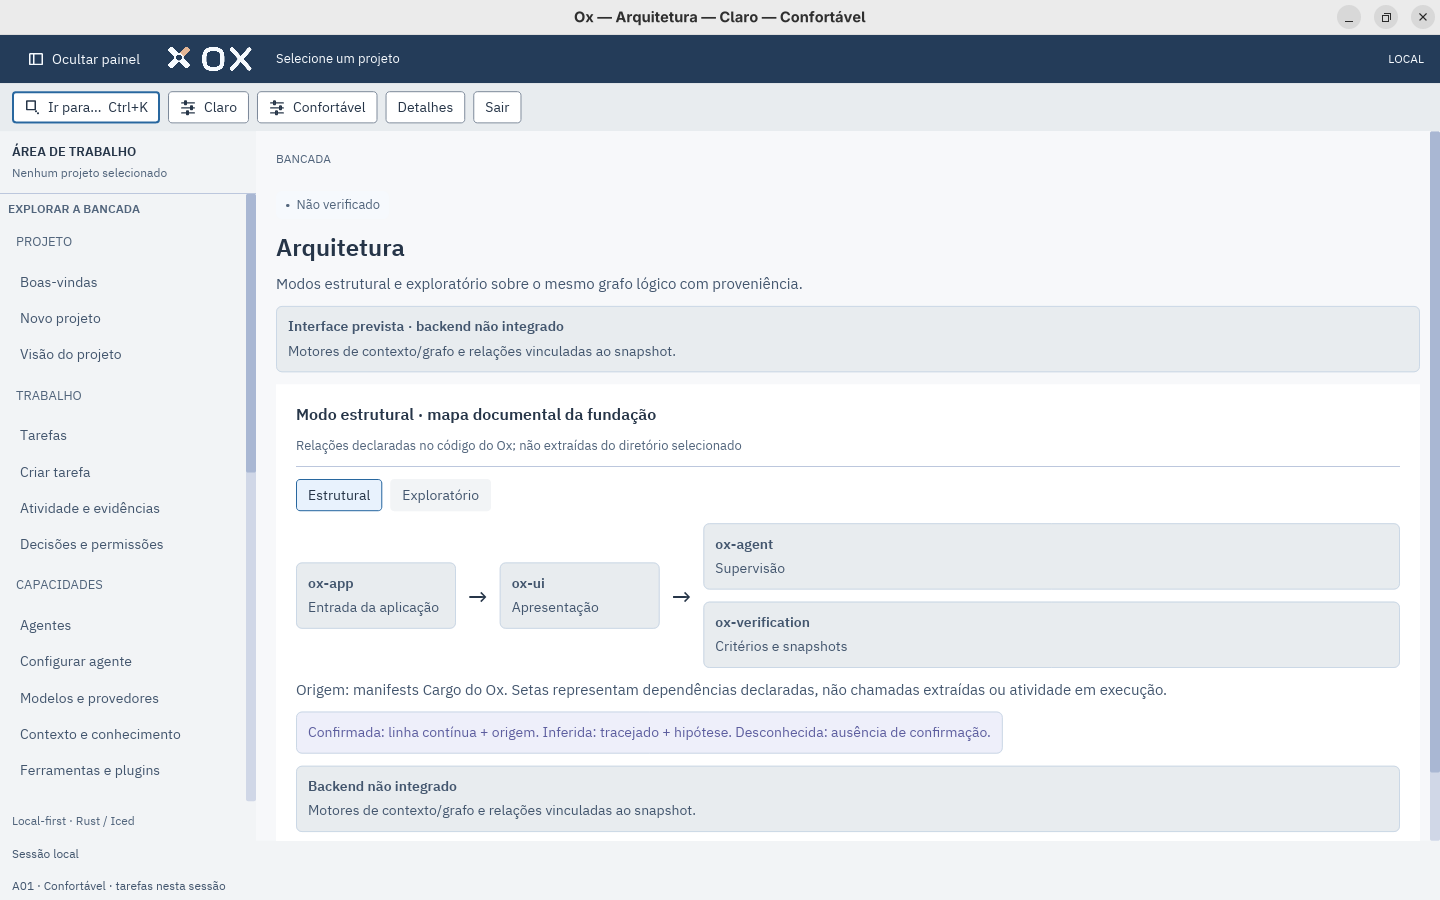 Ox — Arquitetura — Claro — Confortável
Ocultar painel
OX
Selecione um projeto
LOCAL
Ir para... Ctrl+K
Claro
Confortável
Detalhes
Sair
ÁREA DE TRABALHO
Nenhum projeto selecionado
EXPLORAR A BANCADA
PROJETO
Boas-vindas
Novo projeto
Visão do projeto
TRABALHO
Tarefas
Criar tarefa
Atividade e evidências
Decisões e permissões
CAPACIDADES
Agentes
Configurar agente
Modelos e provedores
Contexto e conhecimento
Ferramentas e plugins
Local-first · Rust / Iced
Sessão local
A01 · Confortável · tarefas nesta sessão
BANCADA
• Não verificado
Arquitetura
Modos estrutural e exploratório sobre o mesmo grafo lógico com proveniência.
Interface prevista · backend não integrado
Motores de contexto/grafo e relações vinculadas ao snapshot.
Modo estrutural · mapa documental da fundação
Relações declaradas no código do Ox; não extraídas do diretório selecionado
Estrutural
Exploratório
ox-app
Entrada da aplicação
→
ox-ui
Apresentação
→
ox-agent
Supervisão
ox-verification
Critérios e snapshots
Origem: manifests Cargo do Ox. Setas representam dependências declaradas, não chamadas extraídas ou atividade em execução.
Confirmada: linha contínua + origem. Inferida: tracejado + hipótese. Desconhecida: ausência de confirmação.
Backend não integrado
Motores de contexto/grafo e relações vinculadas ao snapshot.